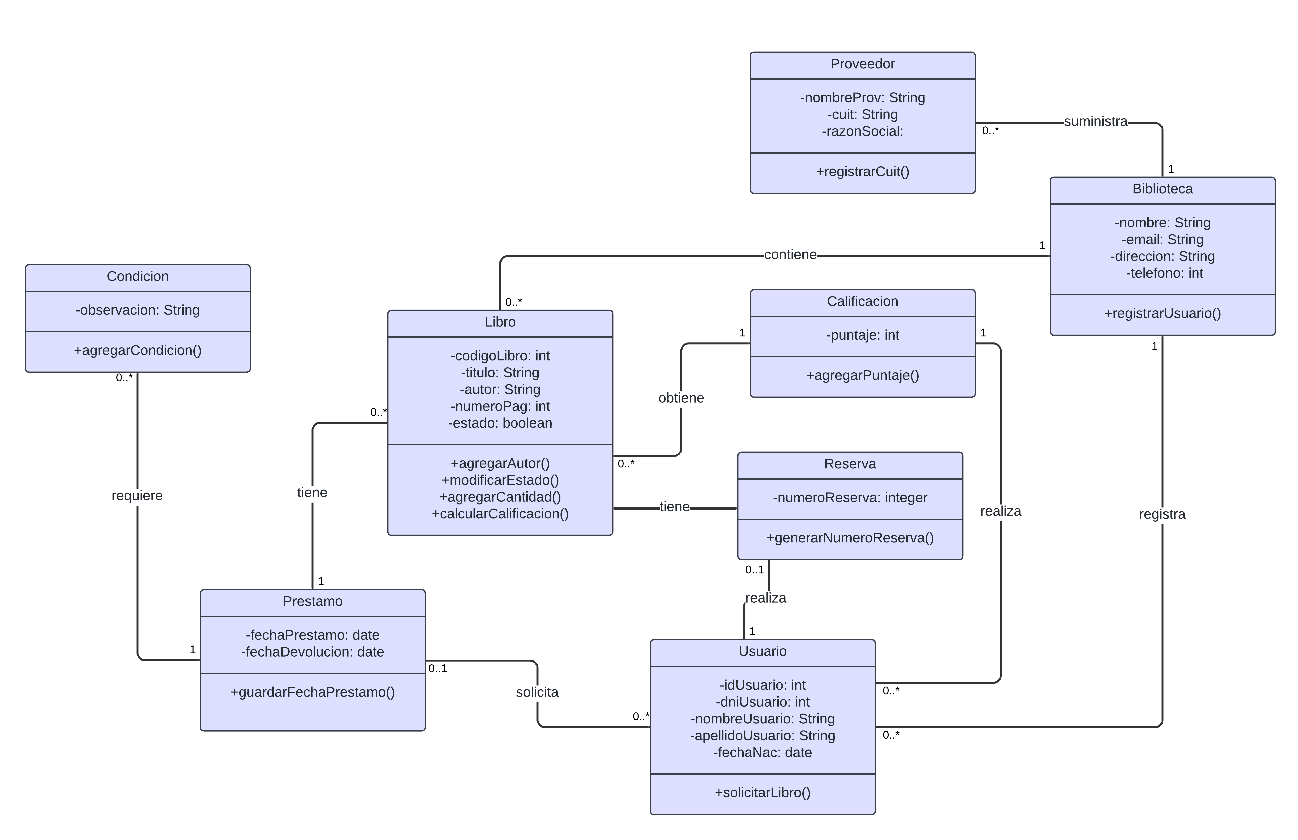 Proveedor
-nombreProv: String
-cuit: String
-razonSocial:
+registrarCuit()
0..*
suministra
1
Biblioteca
-nombre: String
-email: String
-direccion: String
-telefono: int
+registrarUsuario()
1
contiene
1
0..*
Condicion
-observacion: String
+agregarCondicion()
0..*
Libro
-codigoLibro: int
-titulo: String
-autor: String
-numeroPag: int
-estado: boolean
+agregarAutor()
+modificarEstado()
+agregarCantidad()
+calcularCalificacion()
0..*
0..*
Calificacion
-puntaje: int
+agregarPuntaje()
1
1
obtiene
Reserva
-numeroReserva: integer
+generarNumeroReserva()
0..1
tiene
requiere
tiene
realiza
registra
realiza
1
1
Prestamo
-fechaPrestamo: date
-fechaDevolucion: date
+guardarFechaPrestamo()
1
0..1
solicita
0..*
Usuario
-idUsuario: int
-dniUsuario: int
-nombreUsuario: String
-apellidoUsuario: String
-fechaNac: date
+solicitarLibro()
0..*
0..*